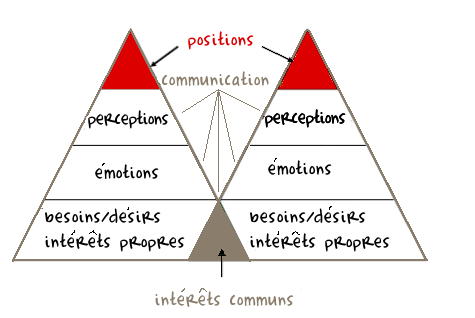 positions
communication
perceptions perceptions
émotions émotions
besoins/désirs besoins/désirs
intérêts propres intérêts propres
intérêts communs